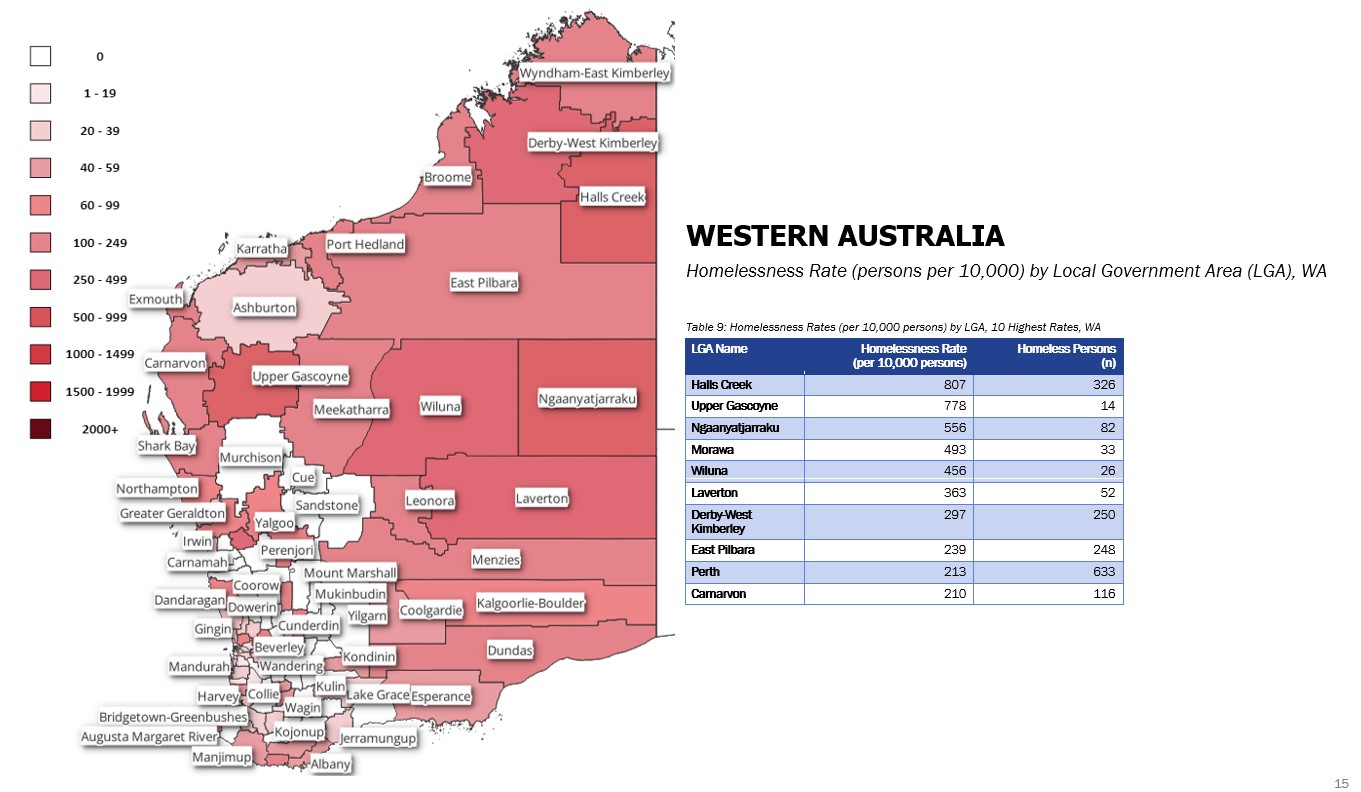 0
1 - 19
20 - 39
40 - 59
60 - 99
100 - 249
250 - 499
500 - 999
1000 - 1499
1500 - 1999
2000+
Wyndham-East Kimberley
Derby-West Kimberley
Broome
Halls Creek
Karratha
Port Hedland
East Pilbara
Exmouth
Ashburton
Carnarvon
Upper Gascoyne
Meekatharra
Wiluna
Ngaanyatjarraku
Shark Bay
Murchison
Cue
Northampton
Sandstone
Leonora
Laverton
Greater Geraldton
Yalgoo
Irwin
Perenjori
Carnamah
Menzies
Mount Marshall
Coorow
Mukinbudin
Dandaragan
Dowerin
Yilgarn
Coolgardie
Kalgoorlie-Boulder
Gingin
Cunderdin
Beverley
Dundas
Mandurah
Wandering
Kondinin
Harvey
Collie
Kulin
Lake Grace
Esperance
Wagin
Bridgetown-Greenbushes
Augusta Margaret River
Kojonup
Jerramungup
Manjimup
Albany
WESTERN AUSTRALIA
Homelessness Rate (persons per 10,000) by Local Government Area (LGA), WA
Table 9: Homelessness Rates (per 10,000 persons) by LGA, 10 Highest Rates, WA
LGA Name Homelessness Rate Homeless Persons
(per 10,000 persons) (n)
Halls Creek 807 326
Upper Gascoyne 778 14
Ngaanyatjarraku 556 82
Morawa 493 33
Wiluna 456 26
Laverton 363 52
Derby-West 297 250
Kimberley
East Pilbara 239 248
Perth 213 633
Carnarvon 210 116
15